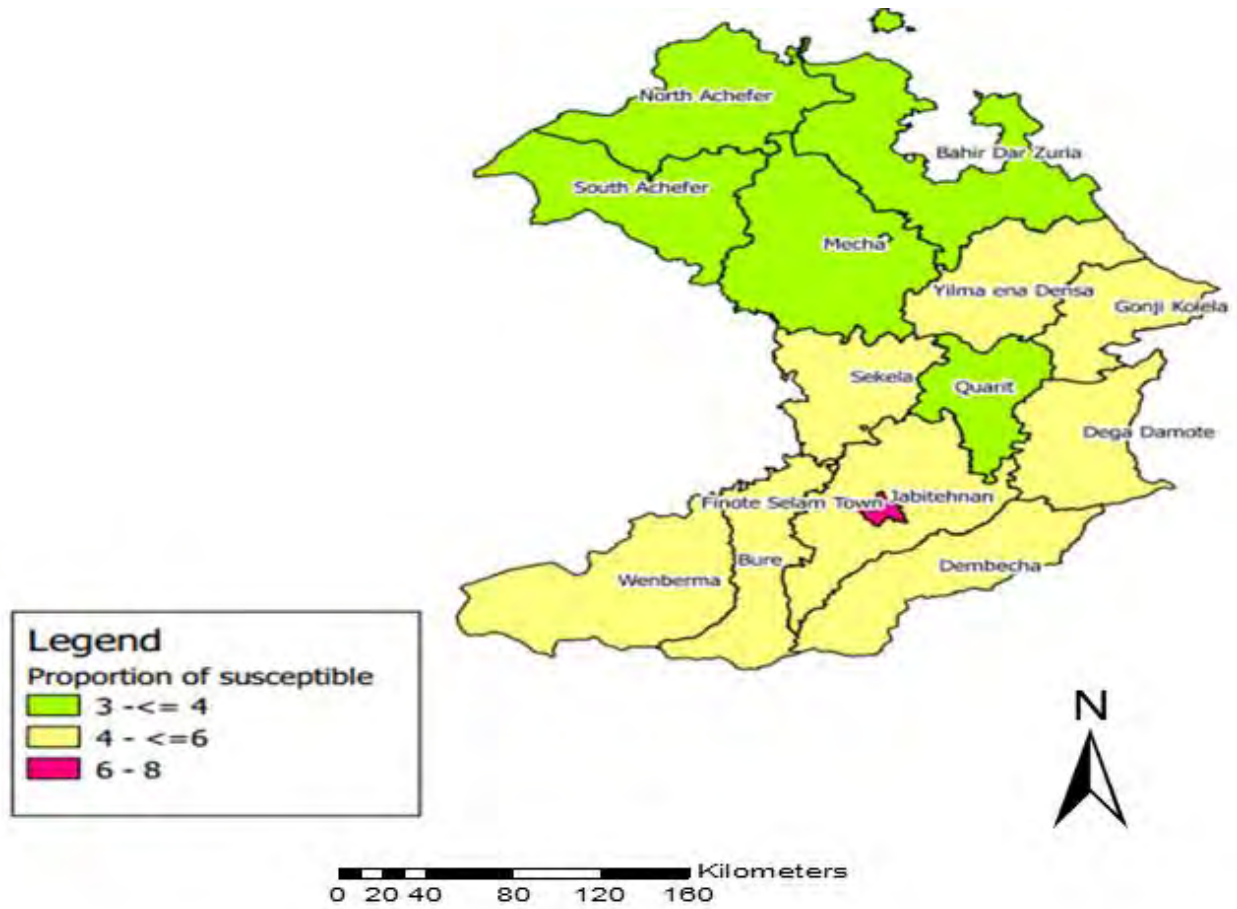 North Achefer
Bahir Dar Zuria
South Achefer
Mecha
Yilma ena Densa
Gonji Kolela
Sekela
Quarit
Dega Damote
Finote Selam Town
Jabitehnan
Bure
Dembecha
Wenberma
Legend
Proportion of susceptible
3 -<= 4
4 - <=6
6 - 8
N
Kilometers
0 20 40 80 120 160